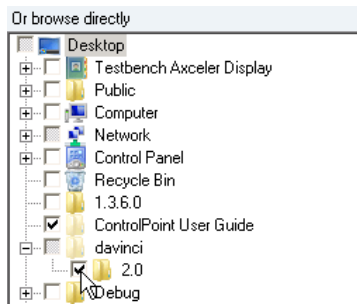 Or browse directly
Desktop
Testbench Axceler Display
Public
Computer
Network
Control Panel
Recycle Bin
1.3.6.0
ControlPoint User Guide
davinci
2.0
Debug